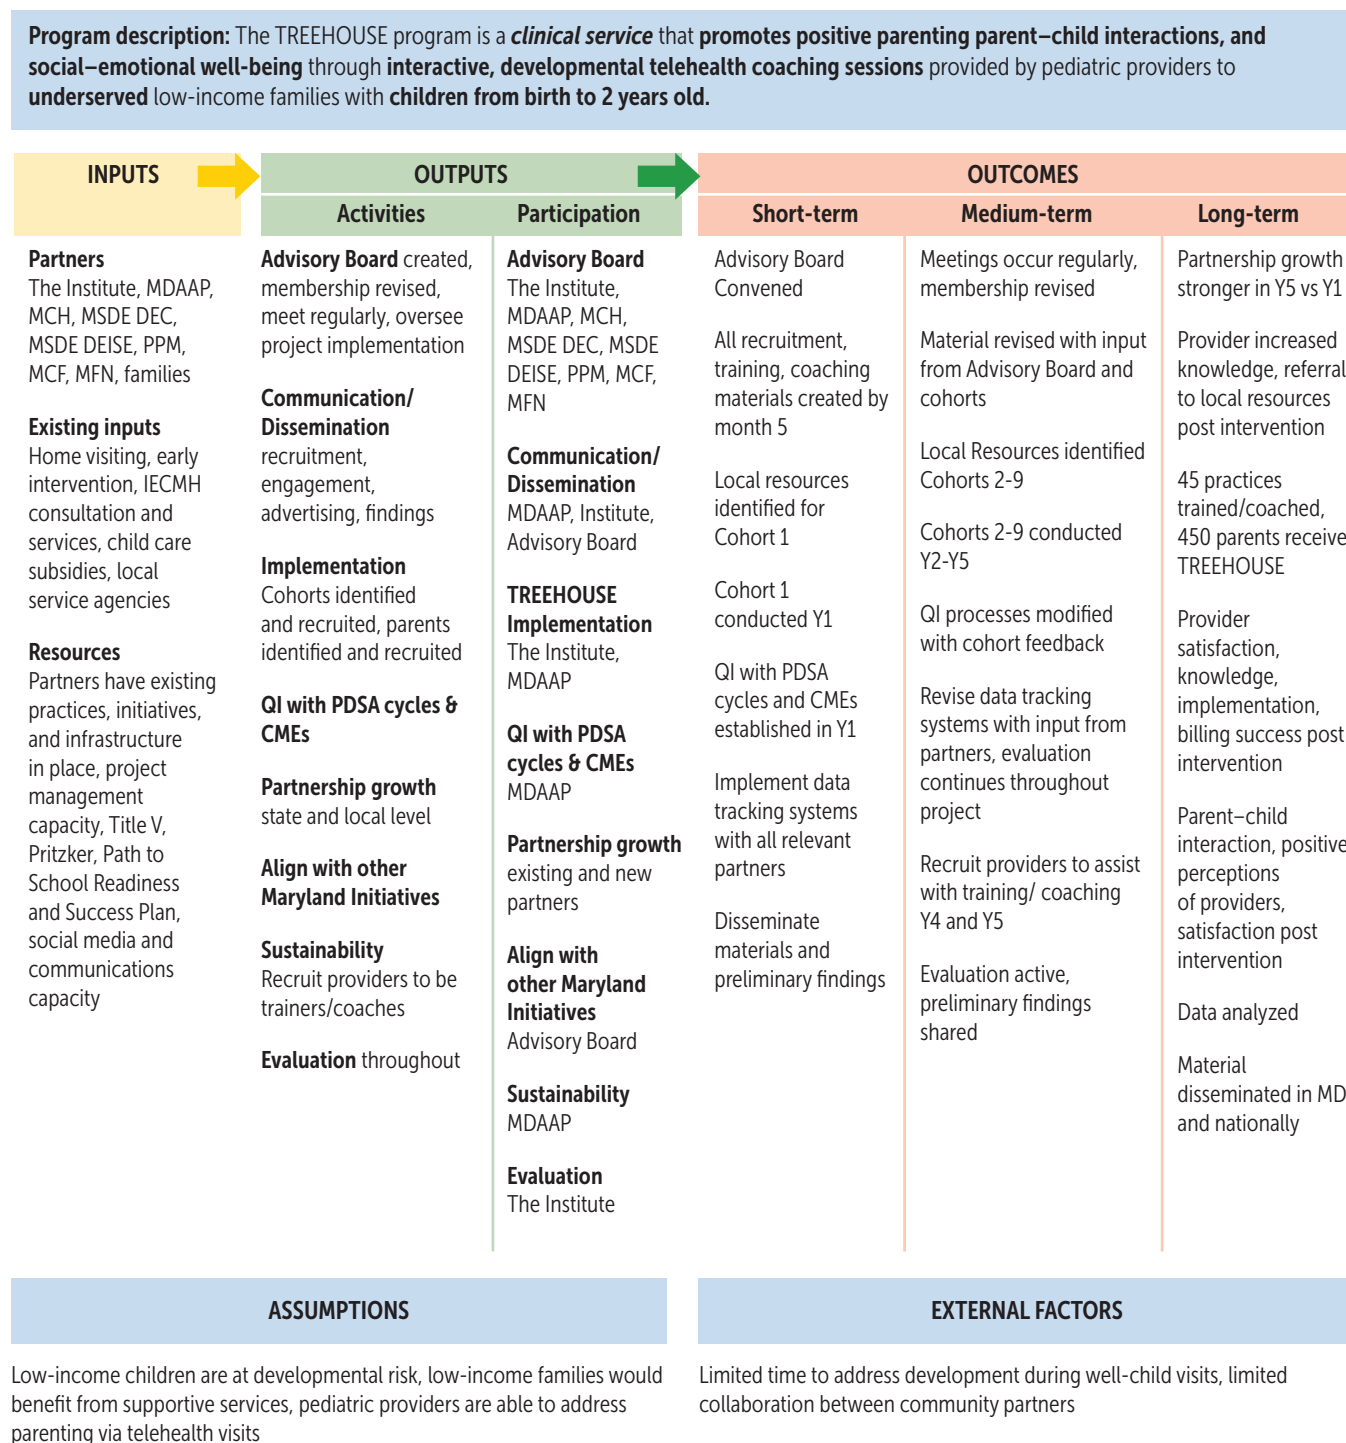 Program description: The TREEHOUSE program is a clinical service that promotes positive parenting parent–child interactions, and
social–emotional well-being through interactive, developmental telehealth coaching sessions provided by pediatric providers to
underserved low-income families with children from birth to 2 years old.
INPUTS
OUTPUTS
Activities
Participation
OUTCOMES
Short-term
Medium-term
Long-term
Partners
The Institute, MDAAP,
MCH, MSDE DEC,
MSDE DEISE, PPM,
MCF, MFN, families
Existing inputs
Home visiting, early
intervention, IECMH
consultation and
services, child care
subsidies, local
service agencies
Resources
Partners have existing
practices, initiatives,
and infrastructure
in place, project
management
capacity, Title V,
Pritzker, Path to
School Readiness
and Success Plan,
social media and
communications
capacity
Advisory Board created,
membership revised,
meet regularly, oversee
project implementation
Communication/
Dissemination
recruitment,
engagement,
advertising, findings
Implementation
Cohorts identified
and recruited, parents
identified and recruited
QI with PDSA cycles &
CMEs
Partnership growth
state and local level
Align with other
Maryland Initiatives
Sustainability
Recruit providers to be
trainers/coaches
Evaluation throughout
Advisory Board
The Institute,
MDAAP, MCH,
MSDE DEC, MSDE
DEISE, PPM, MCF,
MFN
Communication/
Dissemination
MDAAP, Institute,
Advisory Board
TREEHOUSE
Implementation
The Institute,
MDAAP
QI with PDSA
cycles & CMEs
MDAAP
Partnership growth
existing and new
partners
Align with
other Maryland
Initiatives
Advisory Board
Sustainability
MDAAP
Evaluation
The Institute
Advisory Board
Convened
All recruitment,
training, coaching
materials created by
month 5
Local resources
identified for
Cohort 1
Cohort 1
conducted Y1
QI with PDSA
cycles and CMEs
established in Y1
Implement data
tracking systems
with all relevant
partners
Disseminate
materials and
preliminary findings
Meetings occur regularly,
membership revised
Material revised with input
from Advisory Board and
cohorts
Local Resources identified
Cohorts 2-9
Cohorts 2-9 conducted
Y2-Y5
QI processes modified
with cohort feedback
Revise data tracking
systems with input from
partners, evaluation
continues throughout
project
Recruit providers to assist
with training/ coaching
Y4 and Y5
Evaluation active,
preliminary findings
shared
Partnership growth
stronger in Y5 vs Y1
Provider increased
knowledge, referral
to local resources
post intervention
45 practices
trained/coached,
450 parents receive
TREEHOUSE
Provider
satisfaction,
knowledge,
implementation,
billing success post
intervention
Parent–child
interaction, positive
perceptions
of providers,
satisfaction post
intervention
Data analyzed
Material
disseminated in MD
and nationally
ASSUMPTIONS
Low-income children are at developmental risk, low-income families would
benefit from supportive services, pediatric providers are able to address
parenting via telehealth visits
EXTERNAL FACTORS
Limited time to address development during well-child visits, limited
collaboration between community partners